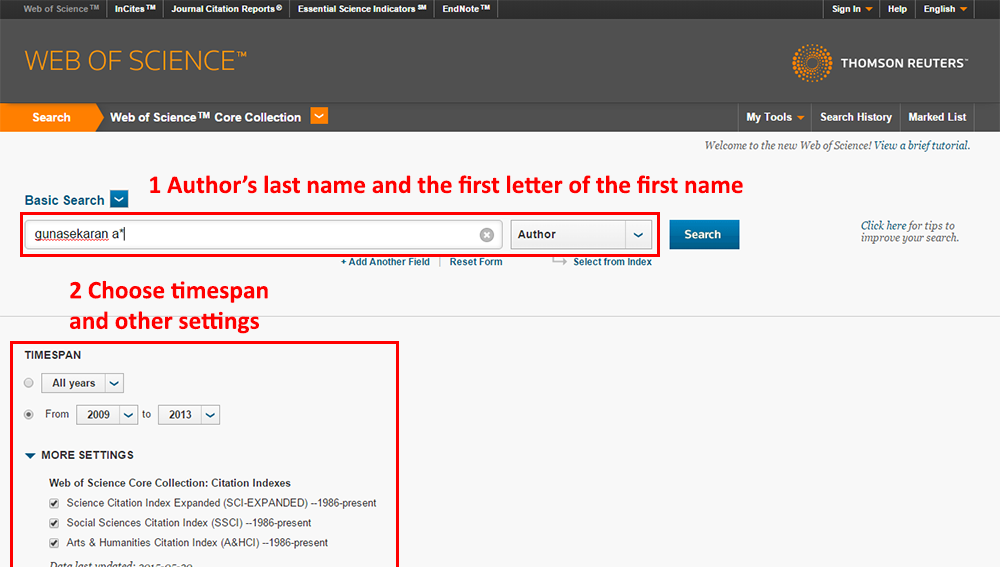 Web of Science™ InCites™ Journal Citation Reports® Essential Science Indicators℠ EndNote™ Sign In Help English
WEB OF SCIENCE™
THOMSON REUTERS™
Search Web of Science™ Core Collection My Tools Search History Marked List
Welcome to the new Web of Science! View a brief tutorial.
1 Author's last name and the first letter of the first name
Basic Search
gunasekaran a* Author Search
Click here for tips to
improve your search.
+ Add Another Field | Reset Form Select from Index
2 Choose timespan
and other settings
TIMESPAN
All years
From 2009 to 2013
MORE SETTINGS
Web of Science Core Collection: Citation Indexes
Science Citation Index Expanded (SCI-EXPANDED) --1986-present
Social Sciences Citation Index (SSCI) --1986-present
Arts & Humanities Citation Index (A&HCI) --1986-present
Data last updated: 2015-05-29